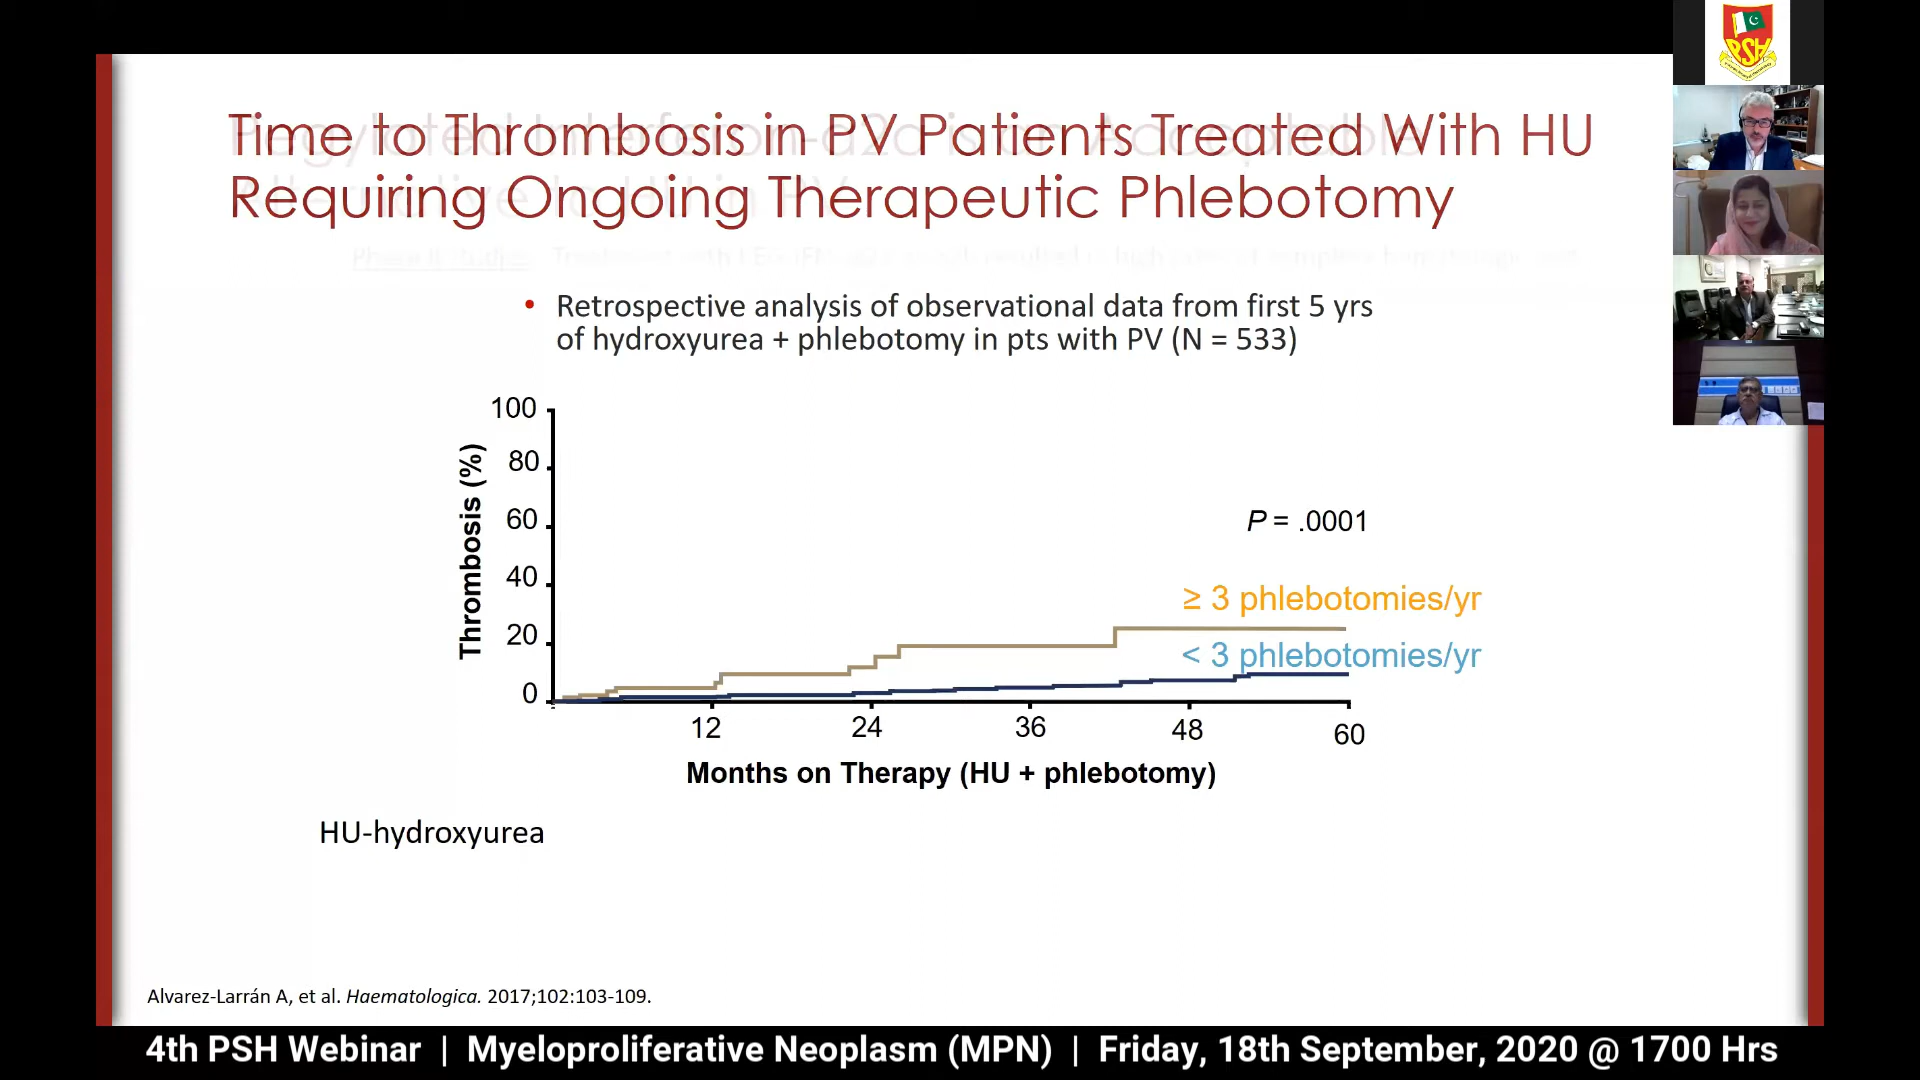 Time to Thrombosis in PV Patients Treated With HU
Requiring Ongoing Therapeutic Phlebotomy
• Retrospective analysis of observational data from first 5 yrs
of hydroxyurea + phlebotomy in pts with PV (N = 533)
100
80
60
40
20
0
Thrombosis (%)
P = .0001
≥ 3 phlebotomies/yr
< 3 phlebotomies/yr
12 24 36 48 60
Months on Therapy (HU + phlebotomy)
HU-hydroxyurea
Alvarez-Larrán A, et al. Haematologica. 2017;102:103-109.
PSH
4th PSH Webinar | Myeloproliferative Neoplasm (MPN) | Friday, 18th September, 2020 @ 1700 Hrs